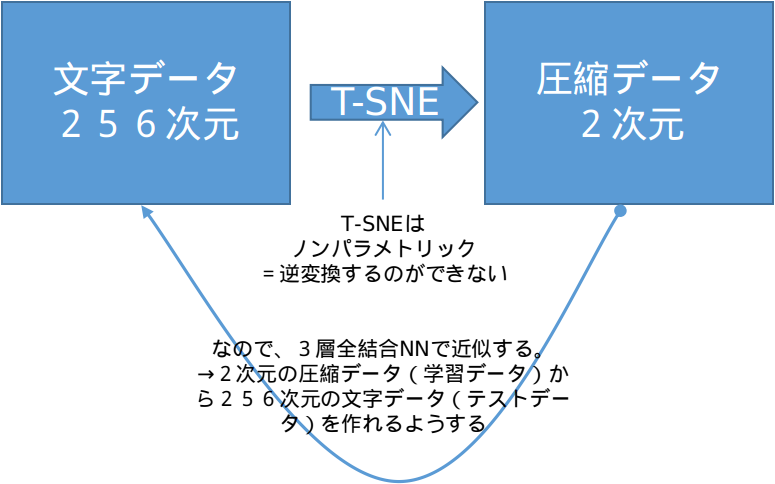 文字データ
２５６次元
T-SNE
圧縮データ
２次元
T-SNEは
ノンパラメトリック
＝逆変換するのができない
なので、３層全結合NNで近似する。
→２次元の圧縮データ（学習データ）か
ら２５６次元の文字データ（テストデー
タ）を作れるようする